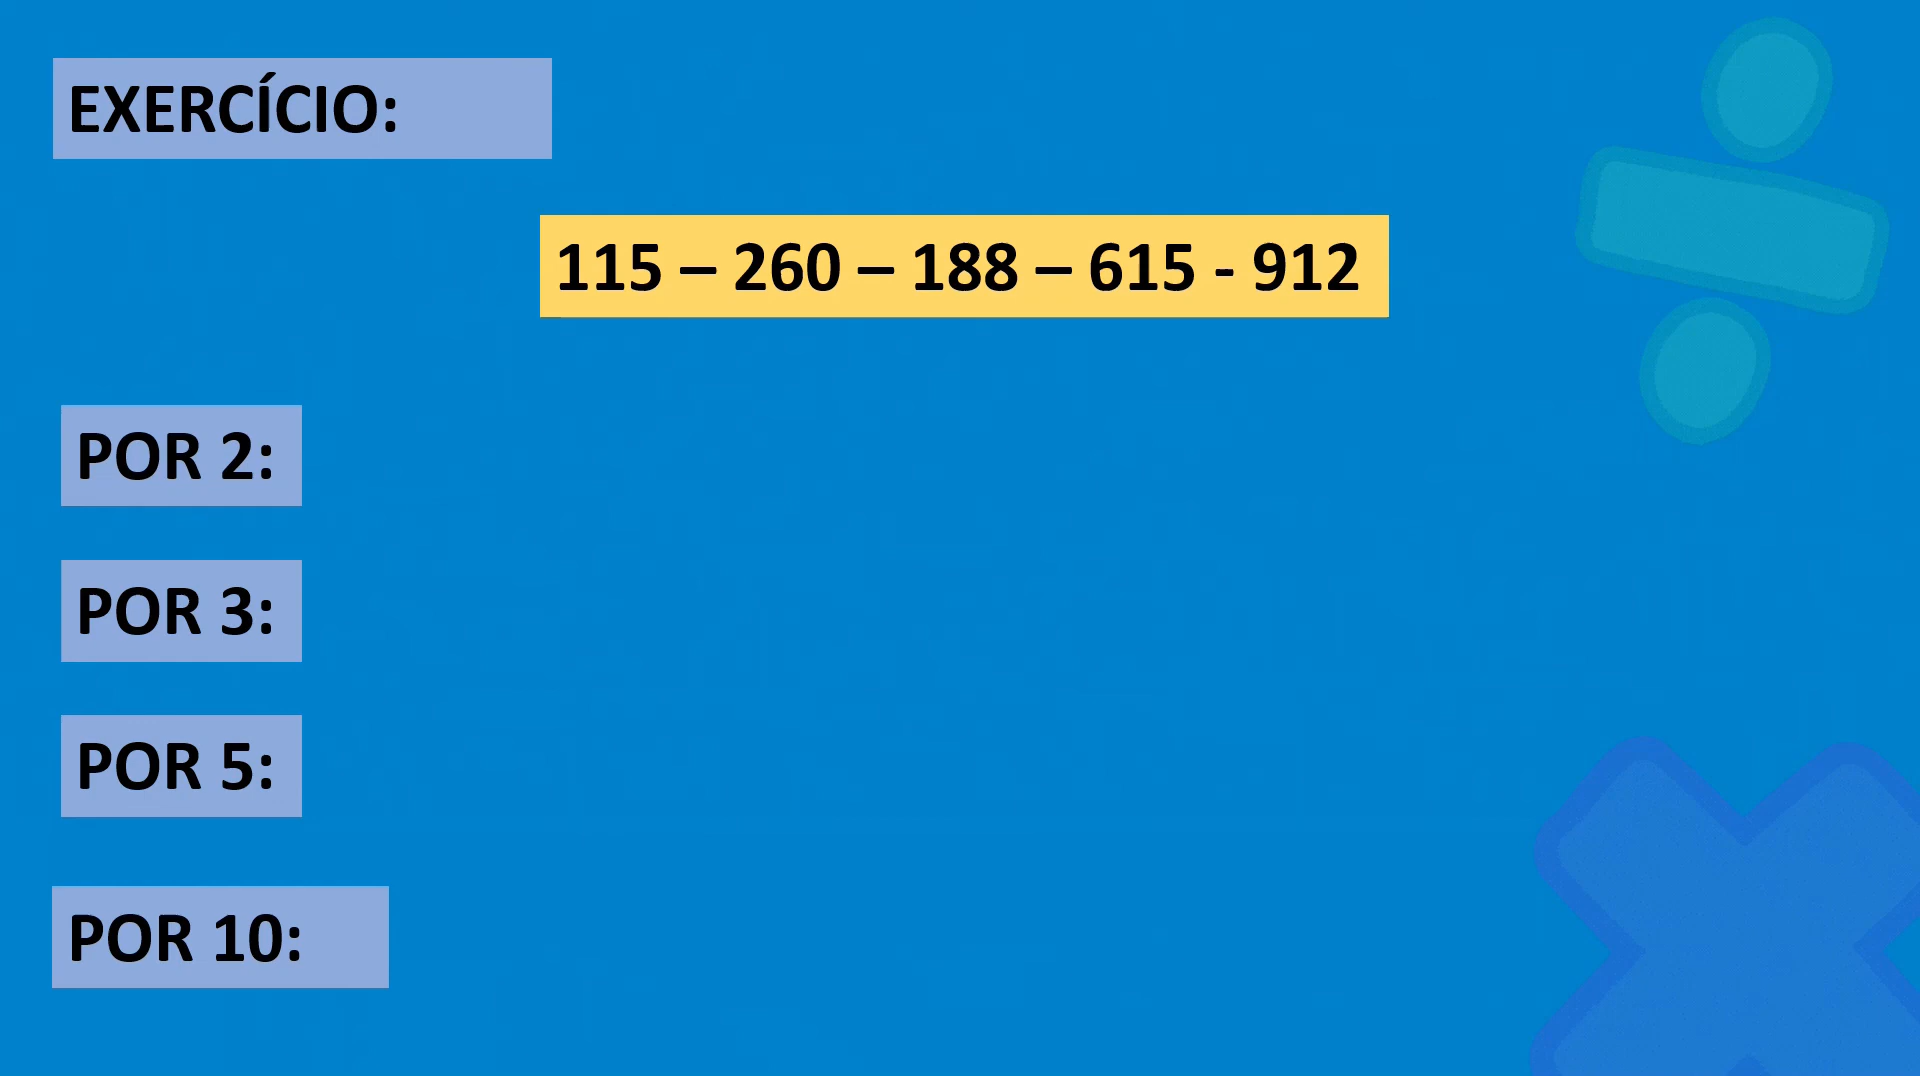 EXERCÍCIO:
115 – 260 – 188 – 615 - 912
POR 2:
POR 3:
POR 5:
POR 10: